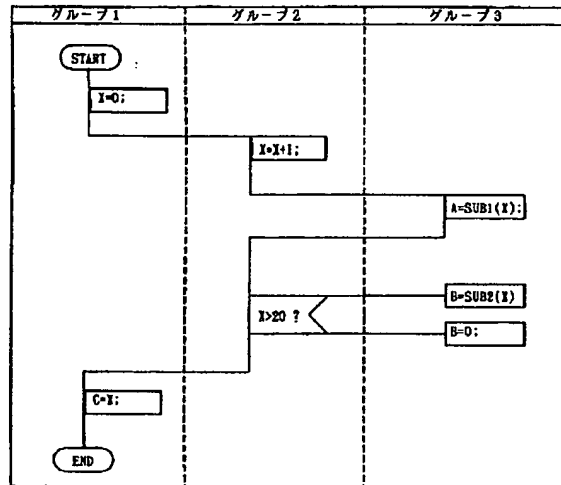 グループ1 グループ2 グループ3
START
X=0;
X=X+1;
A=SUB1(X);
B=SUB2(X)
X>20 ?
B=0;
C=X;
END